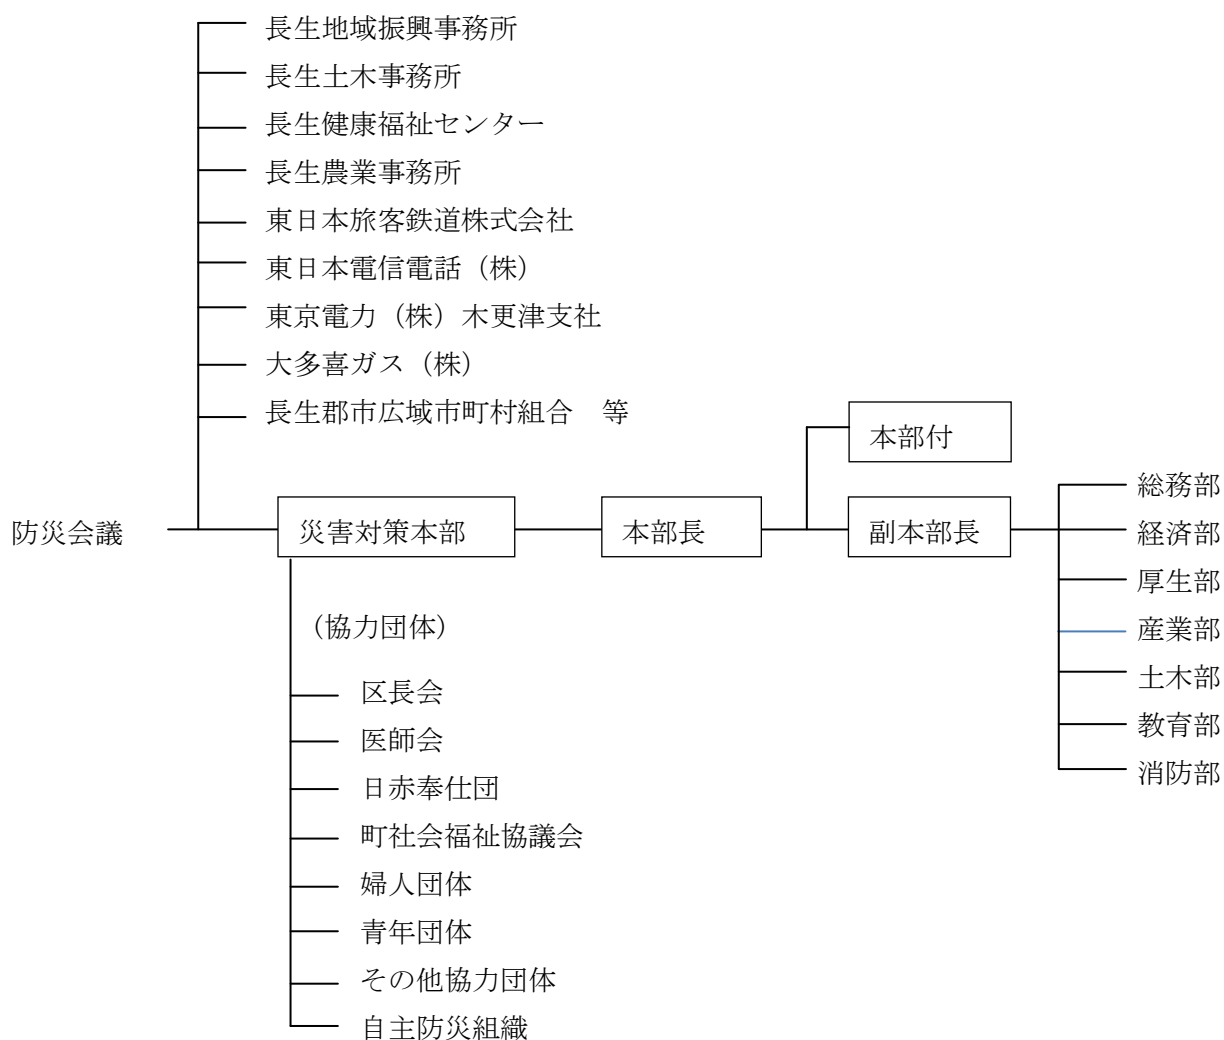 長生地域振興事務所
長生土木事務所
長生健康福祉センター
長生農業事務所
東日本旅客鉄道株式会社
東日本電信電話（株）
東京電力（株）木更津支社
大多喜ガス（株）
長生郡市広域市町村組合　等
防災会議
災害対策本部
本部長
本部付
副本部長
総務部
経済部
厚生部
産業部
土木部
教育部
消防部
（協力団体）
区長会
医師会
日赤奉仕団
町社会福祉協議会
婦人団体
青年団体
その他協力団体
自主防災組織